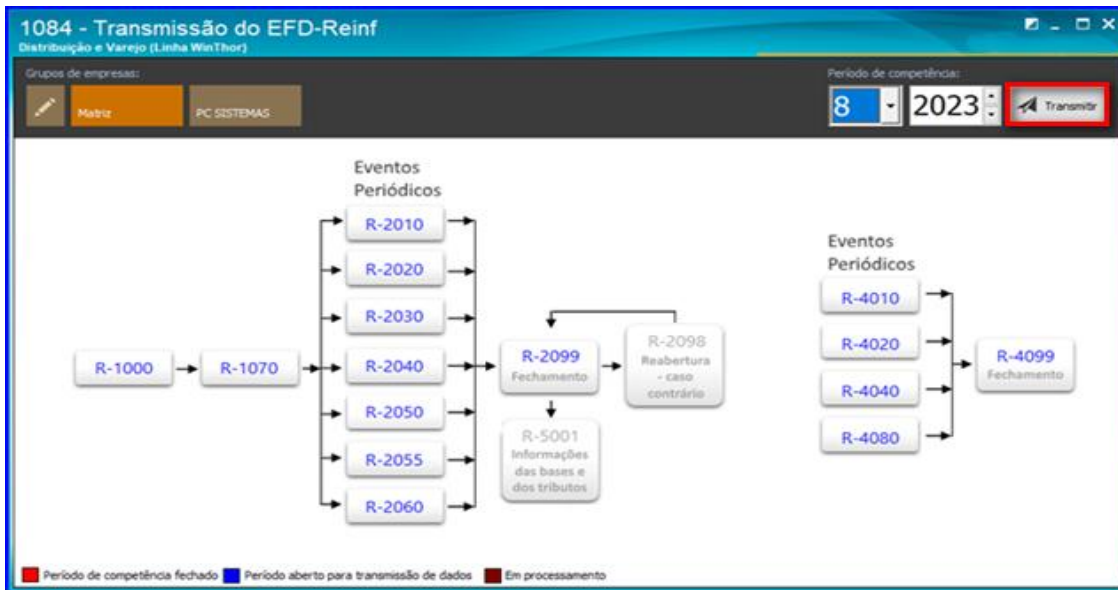 1084 - Transmissão do EFD-Reinf
Distribuição e Varejo (Linha WinThor)
Grupos de empresas:
Período de competência:
Matriz
PC SISTEMAS
8
2023
Transmitir
Eventos
Periódicos
R-2010
R-2020
R-2030
R-1000
R-1070
R-2040
R-2050
R-2055
R-2060
R-2099
Fechamento
R-2098
Reabertura
- caso
contrário
R-5001
Informações
das bases e
dos tributos
Eventos
Periódicos
R-4010
R-4020
R-4040
R-4080
R-4099
Fechamento
Período de competência fechado
Período aberto para transmissão de dados
Em processamento